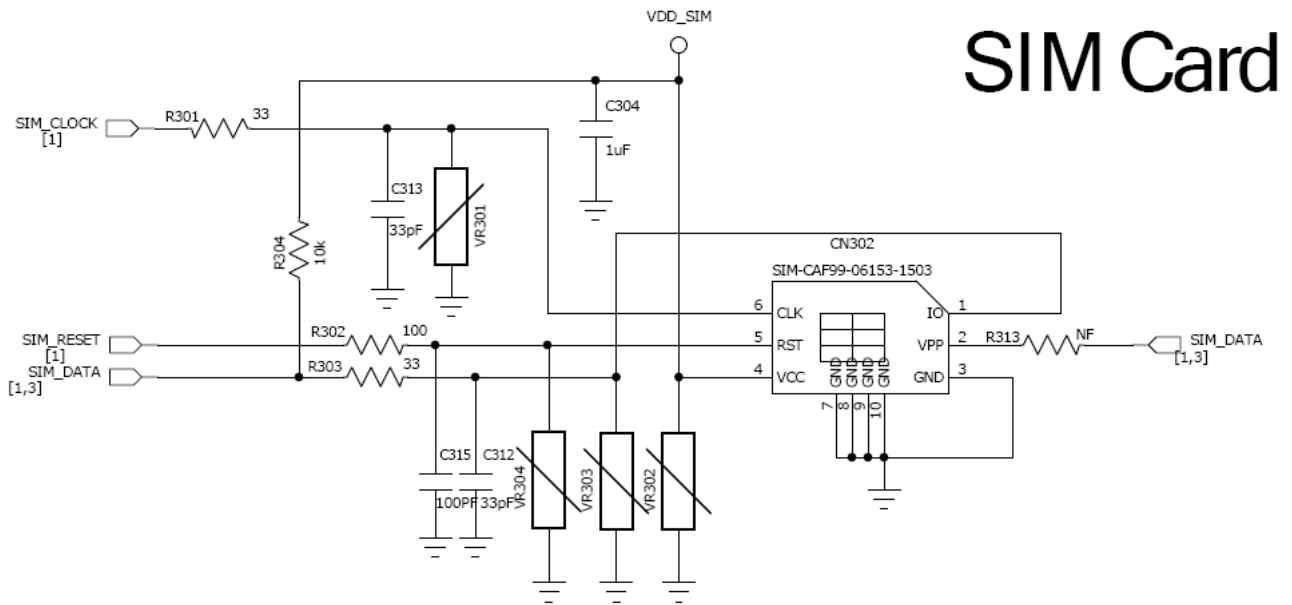 VDD_SIM
SIM Card
R301 33
C304
SIM_CLOCK
[1]
1uF
C313
33pF
VR301
R304
10k
CN302
SIM-CAF99-06153-1503
6 CLK IO 1
SIM_RESET
[1]
R302 100
5 RST VPP 2 R313 NF SIM_DATA
[1,3]
SIM_DATA
[1,3]
R303 33
4 VCC GND 3
GND GND GND GND
7 8 9 10
C315 C312
100PF 33pF
VR304 VR303 VR302